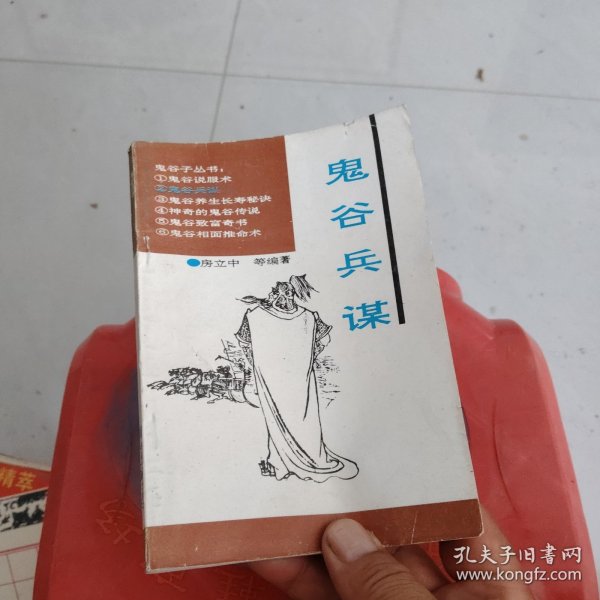 鬼谷子丛书：
①鬼谷说服术
②鬼谷兵谋
③鬼谷养生长寿秘诀
④神奇的鬼谷传说
⑤鬼谷致富奇书
⑥鬼谷相面推命术
●房立中 等编著
鬼谷兵谋
精萃
孔夫子旧书网
www.kongfz.com